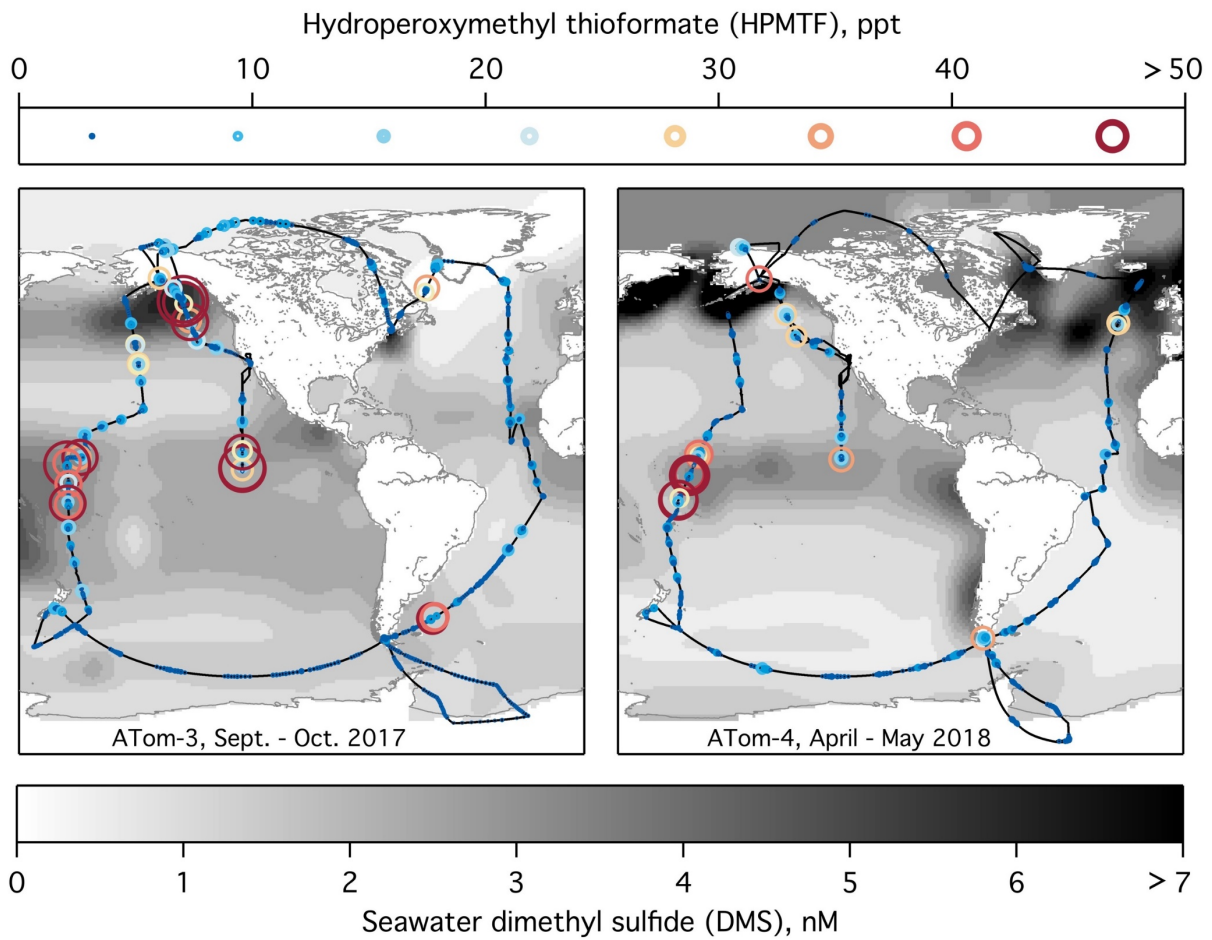 Hydroperoxymethyl thioformate (HPMTF), ppt
0 10 20 30 40 > 50
ATom-3, Sept. - Oct. 2017
ATom-4, April - May 2018
0 1 2 3 4 5 6 > 7
Seawater dimethyl sulfide (DMS), nM